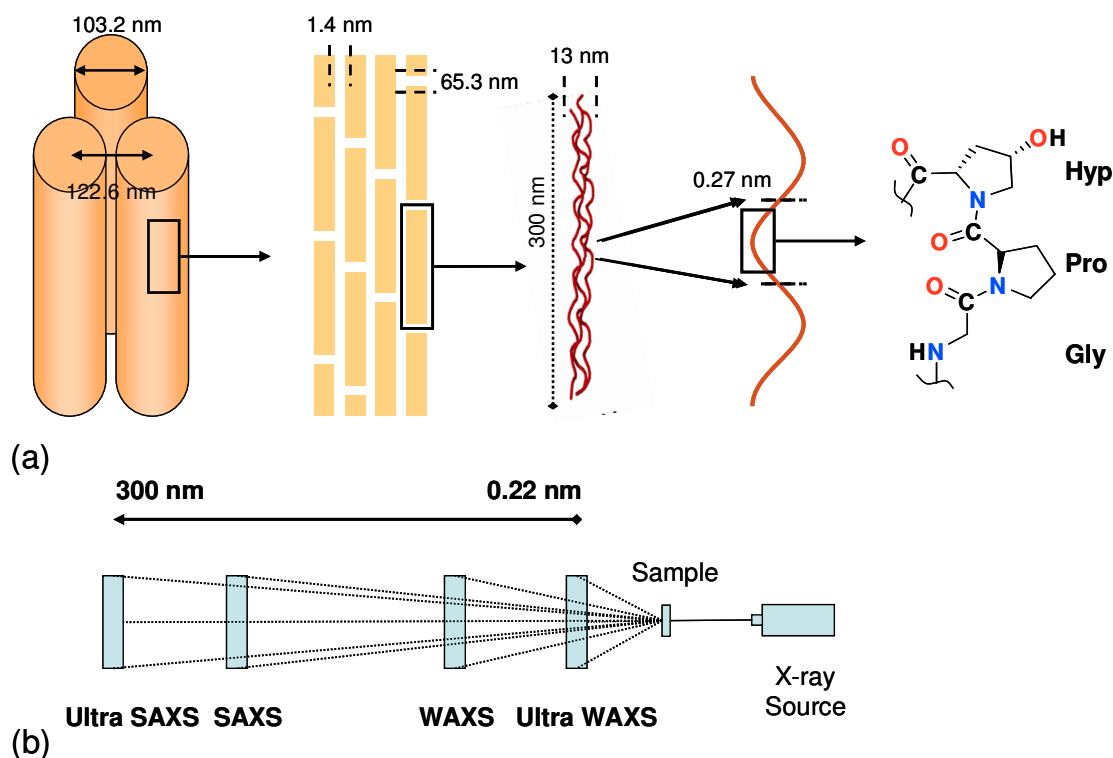 (a)
103.2 nm
122.6 nm
1.4 nm
65.3 nm
13 nm
300 nm
0.27 nm
O
C
OH
Hyp
N
O
C
Pro
O
C
N
HN
Gly
300 nm
0.22 nm
Sample
X-ray
Source
Ultra SAXS
SAXS
WAXS
Ultra WAXS
(b)